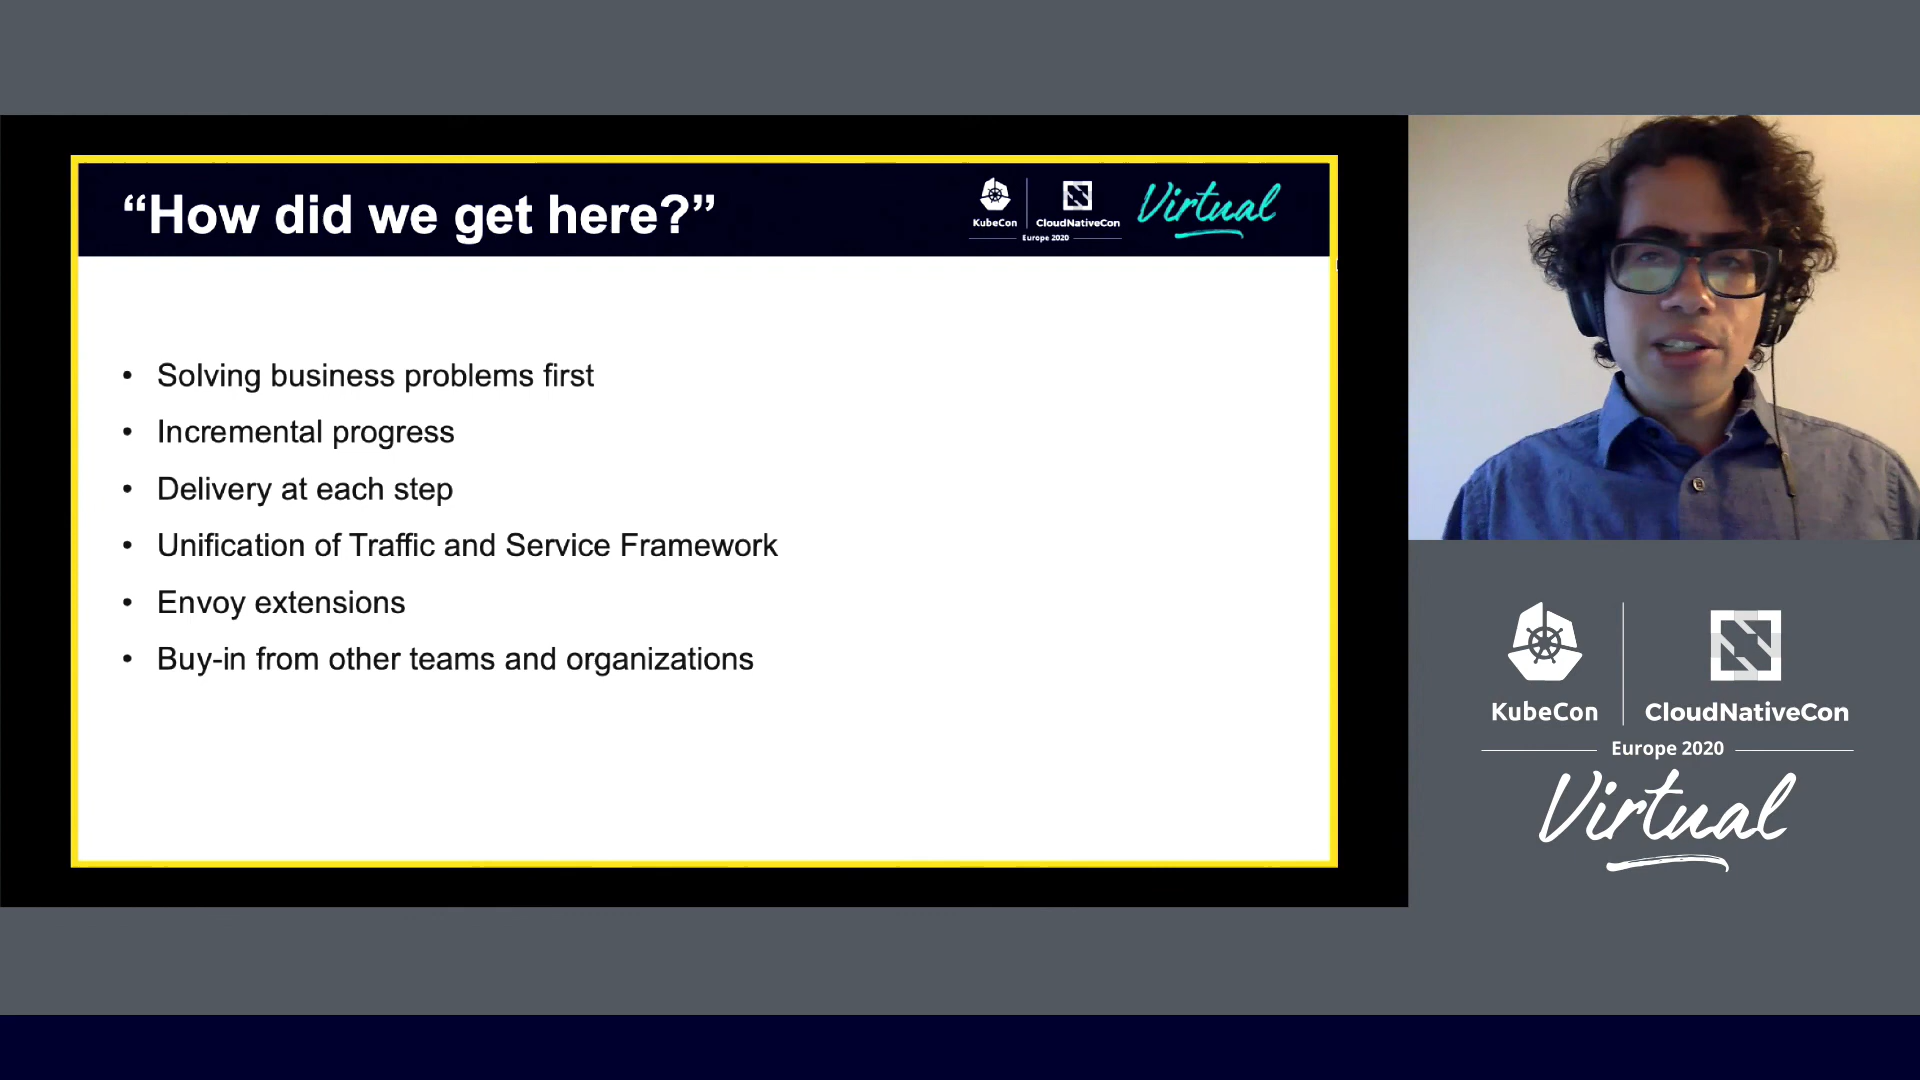 “How did we get here?”
KubeCon
CloudNativeCon
Europe 2020
Virtual
• Solving business problems first
• Incremental progress
• Delivery at each step
• Unification of Traffic and Service Framework
• Envoy extensions
• Buy-in from other teams and organizations
KubeCon
CloudNativeCon
Europe 2020
Virtual